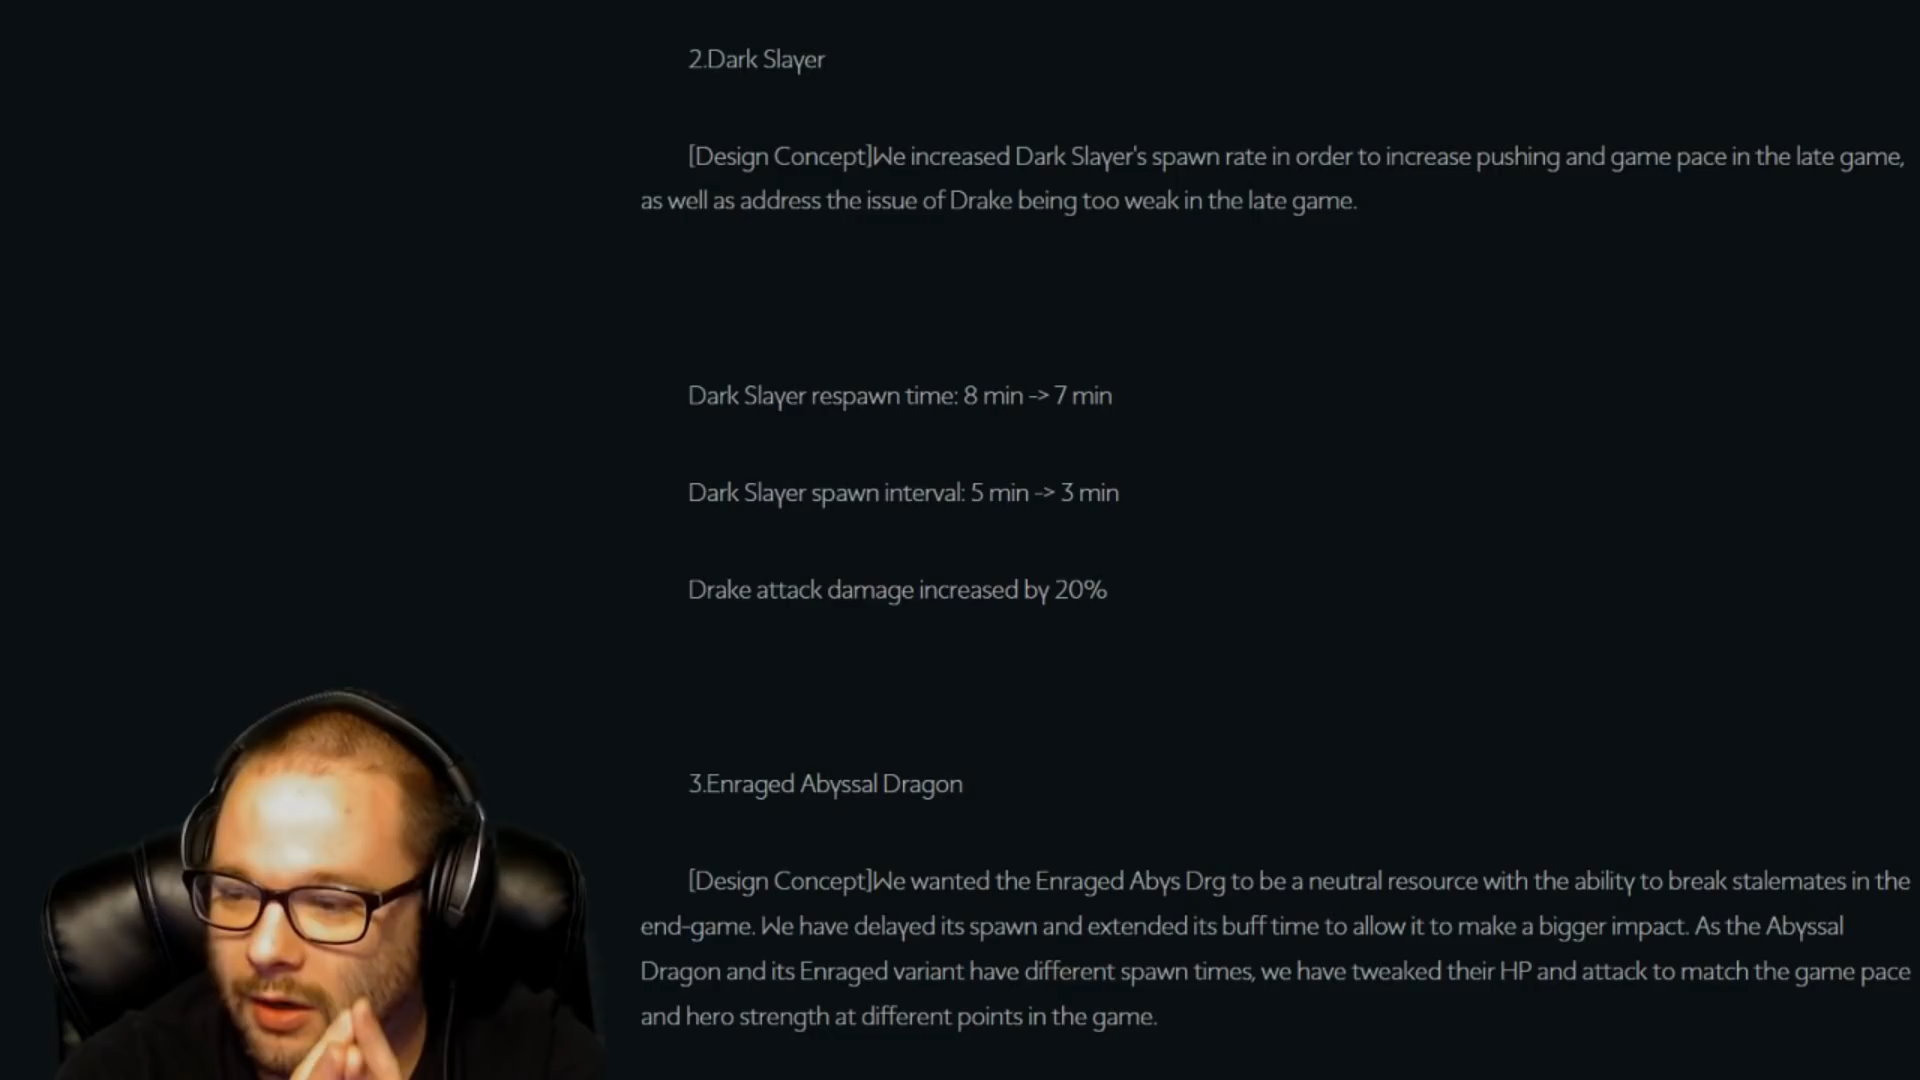 2.Dark Slayer
[Design Concept]We increased Dark Slayer's spawn rate in order to increase pushing and game pace in the late game,
as well as address the issue of Drake being too weak in the late game.
Dark Slayer respawn time: 8 min -> 7 min
Dark Slayer spawn interval: 5 min -> 3 min
Drake attack damage increased by 20%
3.Enraged Abyssal Dragon
[Design Concept]We wanted the Enraged Abys Drg to be a neutral resource with the ability to break stalemates in the
end-game. We have delayed its spawn and extended its buff time to allow it to make a bigger impact. As the Abyssal
Dragon and its Enraged variant have different spawn times, we have tweaked their HP and attack to match the game pace
and hero strength at different points in the game.